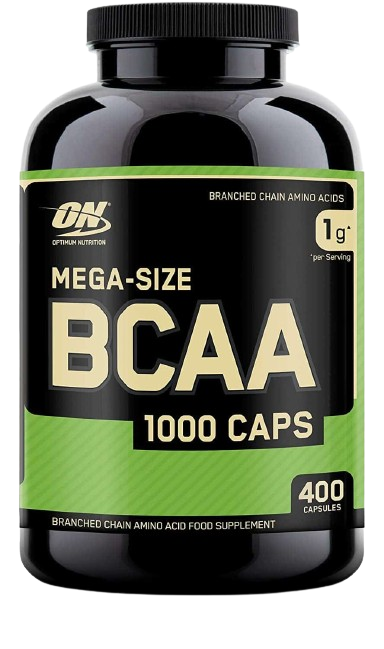 BRANCHED CHAIN AMINO ACIDS
ON
OPTIMUM NUTRITION
1g*
*per Serving
MEGA-SIZE
BCAA
1000 CAPS
400
CAPSULES
BRANCHED CHAIN AMINO ACID FOOD SUPPLEMENT